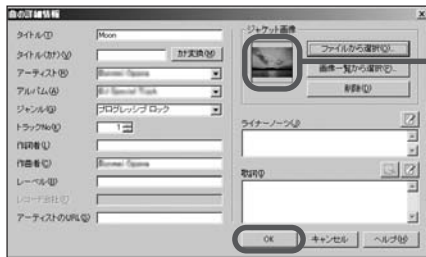 曲の詳細情報
タイトル(T) Moon
タイトル(カナ)(Y) カナ変換(M)
アーティスト(R)
アルバム(A)
ジャンル(G) プログレッシブ ロック
トラックNo(K) 1
作詞者(L)
作曲者(C)
レーベル(B)
アーティストのURL(S)
ジャケット画像
ファイルから選択(O)...
画像一覧から選択(P)...
削除(D)
ライナーノーツ(J)
歌詞(I)
OK キャンセル ヘルプ(H)